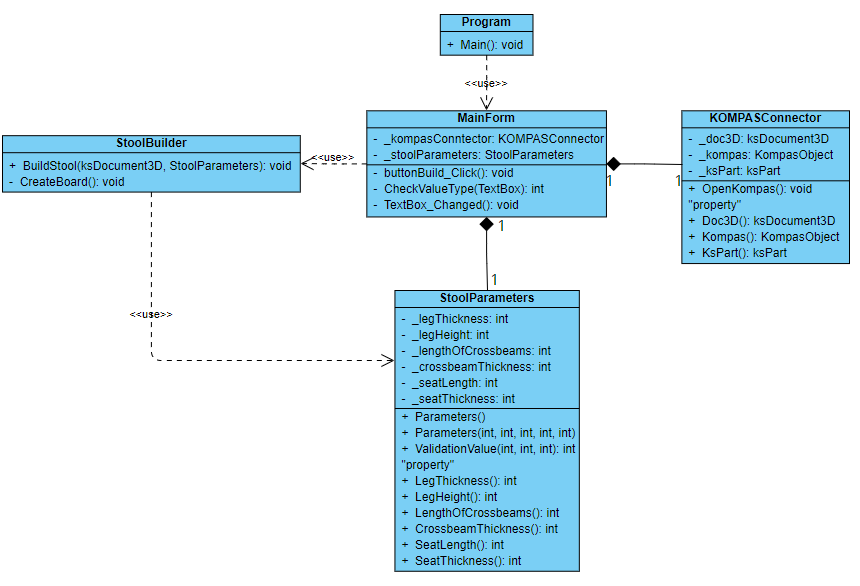 Program
+ Main(): void
<<use>>
MainForm
- _kompasConntector: KOMPASConnector
- _stoolParameters: StoolParameters
- buttonBuild_Click(): void
- CheckValueType(TextBox): int
- TextBox_Changed(): void
KOMPASConnector
- _doc3D: ksDocument3D
- _kompas: KompasObject
- _ksPart: ksPart
+ OpenKompas(): void
"property"
+ Doc3D(): ksDocument3D
+ Kompas(): KompasObject
+ KsPart(): ksPart
StoolBuilder
+ BuildStool(ksDocument3D, StoolParameters): void
- CreateBoard(): void
<<use>>
1
1
1
1
<<use>>
StoolParameters
- _legThickness: int
- _legHeight: int
- _lengthOfCrossbeams: int
- _crossbeamThickness: int
- _seatLength: int
- _seatThickness: int
+ Parameters()
+ Parameters(int, int, int, int, int)
+ ValidationValue(int, int, int): int
"property"
+ LegThickness(): int
+ LegHeight(): int
+ LengthOfCrossbeams(): int
+ CrossbeamThickness(): int
+ SeatLength(): int
+ SeatThickness(): int